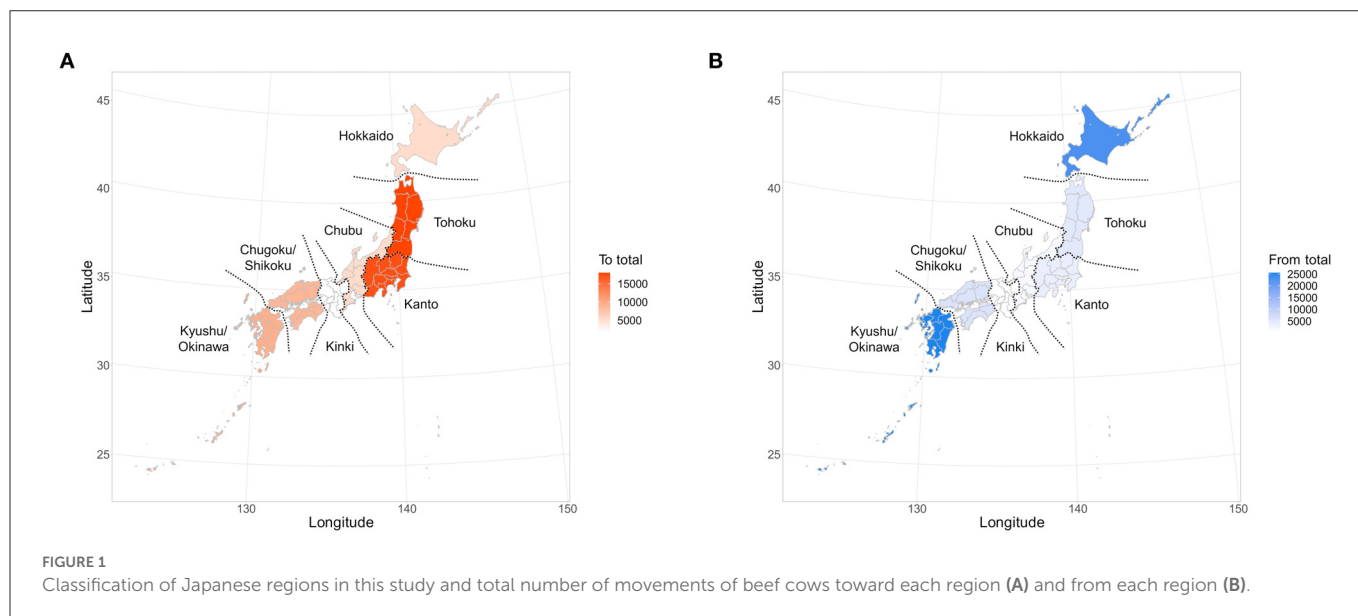 A
45
40
35
30
25
Latitude
130
140
150
Longitude
Hokkaido
Tohoku
Chubu
Chugoku/
Shikoku
Kanto
Kyushu/
Okinawa
Kinki
To total
15000
10000
5000
B
45
40
35
30
25
Latitude
130
140
150
Longitude
Hokkaido
Tohoku
Chubu
Chugoku/
Shikoku
Kanto
Kyushu/
Okinawa
Kinki
From total
25000
20000
15000
10000
5000
FIGURE 1
Classification of Japanese regions in this study and total number of movements of beef cows toward each region (A) and from each region (B).